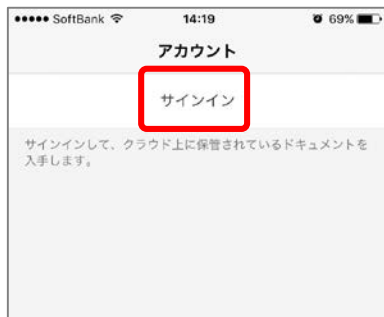 ●●●●● SoftBank 14:19 69%
アカウント
サインイン
サインインして、クラウド上に保管されているドキュメントを
入手します。